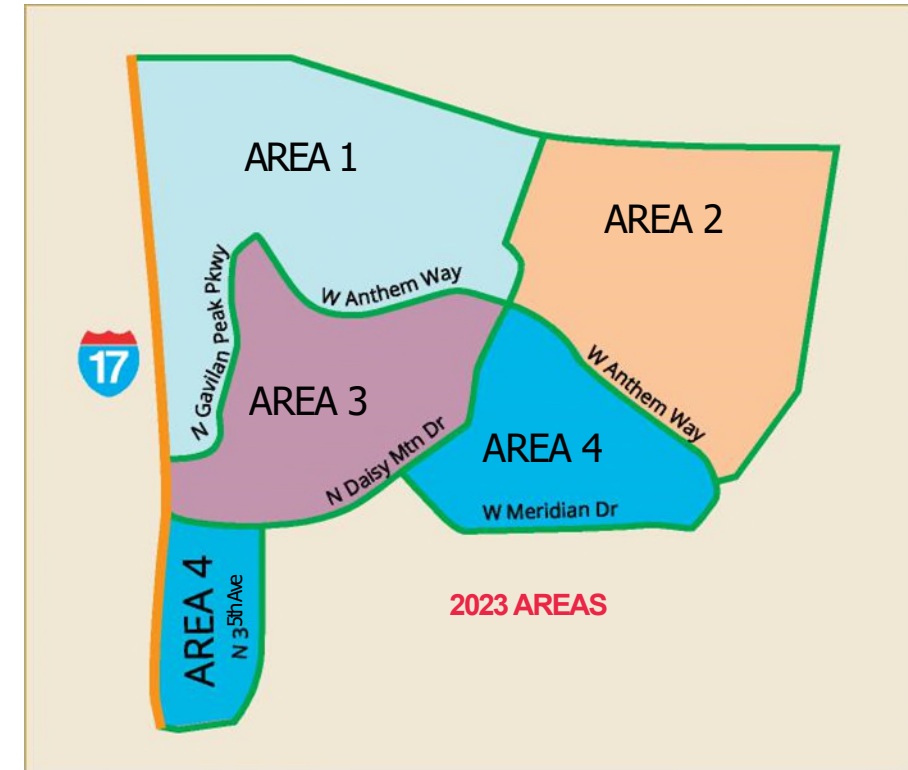 AREA 1
AREA 2
N Gavilan Peak Pkwy
W Anthem Way
17
AREA 3
W Anthem Way
AREA 4
N Daisy Mtn Dr
W Meridian Dr
AREA 4
N 35th Ave
2023 AREAS